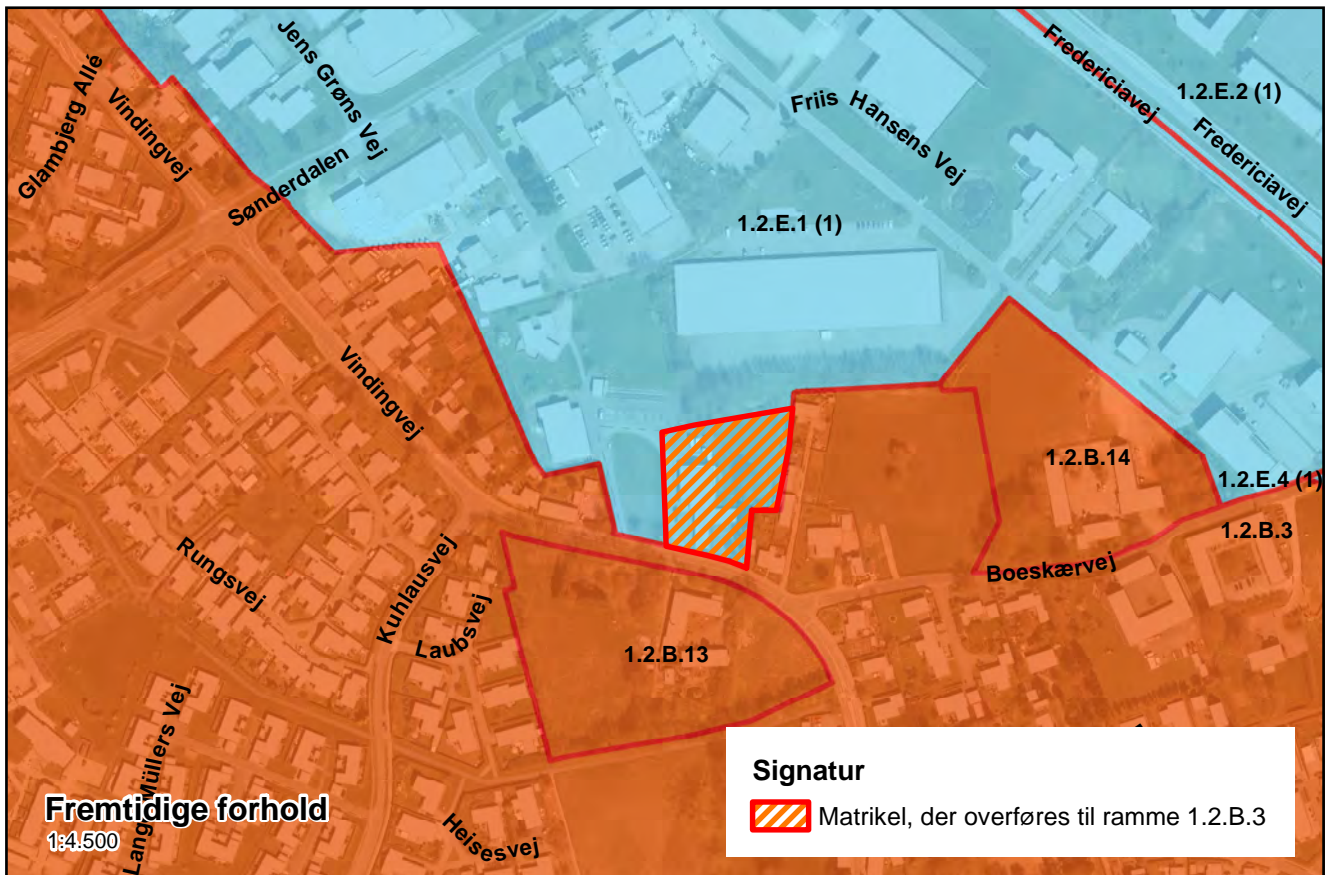 Glambjerg Allé
Vindingvej
Jens Grøns Vej
Sønderdalen
Friis Hansens Vej
Fredericiavej
1.2.E.2 (1)
Fredericiavej
1.2.E.1 (1)
Vindingvej
1.2.B.14
1.2.E.4 (1)
1.2.B.3
Boeskærvej
Rungsvej
Kuhlausvej
Laubsvej
1.2.B.13
Müllers Vej
Heisesvej
Fremtidige forhold
1:4.500
Signatur
Matrikel, der overføres til ramme 1.2.B.3